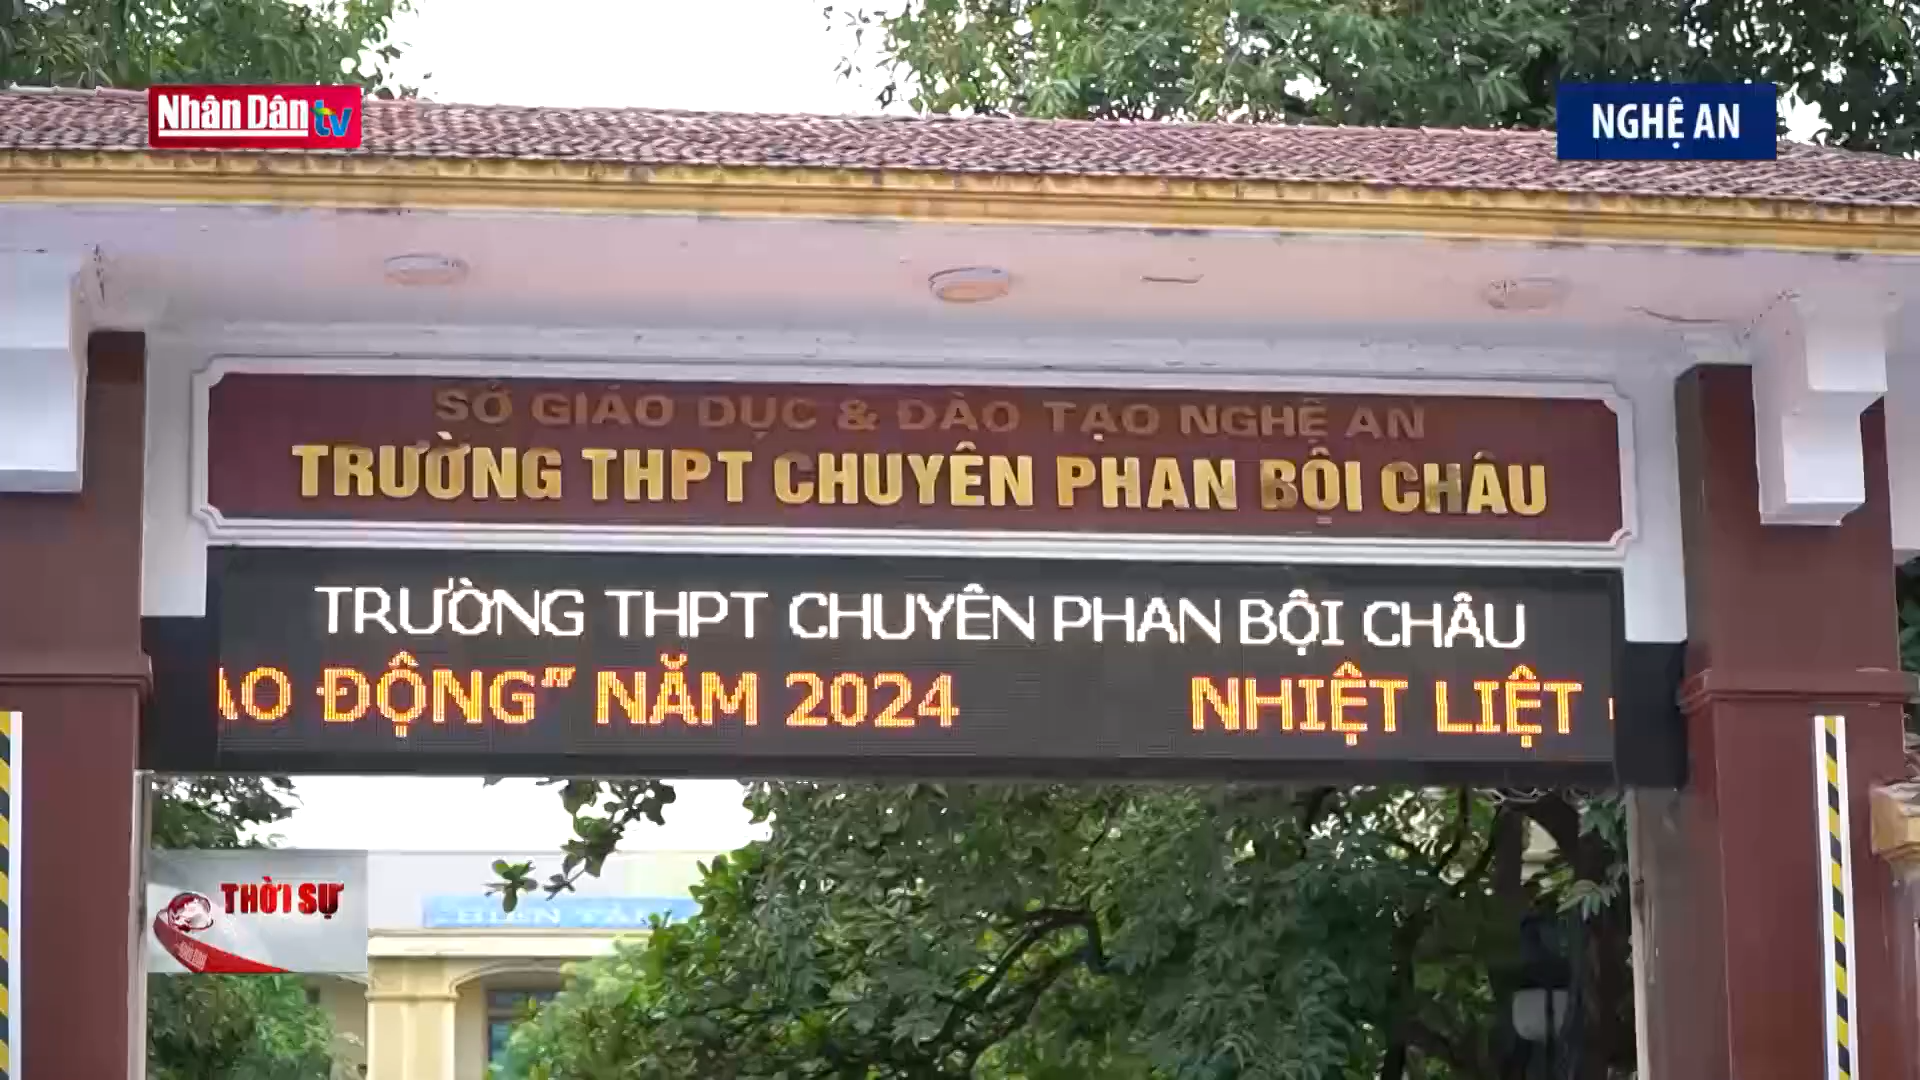 Nhân Dân tv
NGHỆ AN
SỞ GIÁO DỤC & ĐÀO TẠO NGHỆ AN
TRƯỜNG THPT CHUYÊN PHAN BỘI CHÂU
TRƯỜNG THPT CHUYÊN PHAN BỘI CHÂU
AO ĐỘNG" NĂM 2024 NHIỆT LIỆT
THỜI SỰ